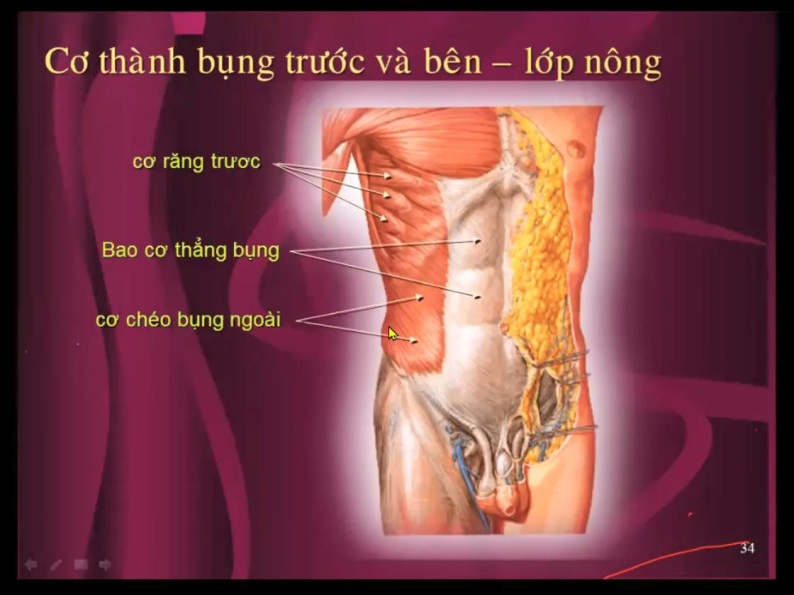 Cơ thành bụng trước và bên – lớp nông
cơ răng trươc
Bao cơ thẳng bụng
cơ chéo bụng ngoài
34